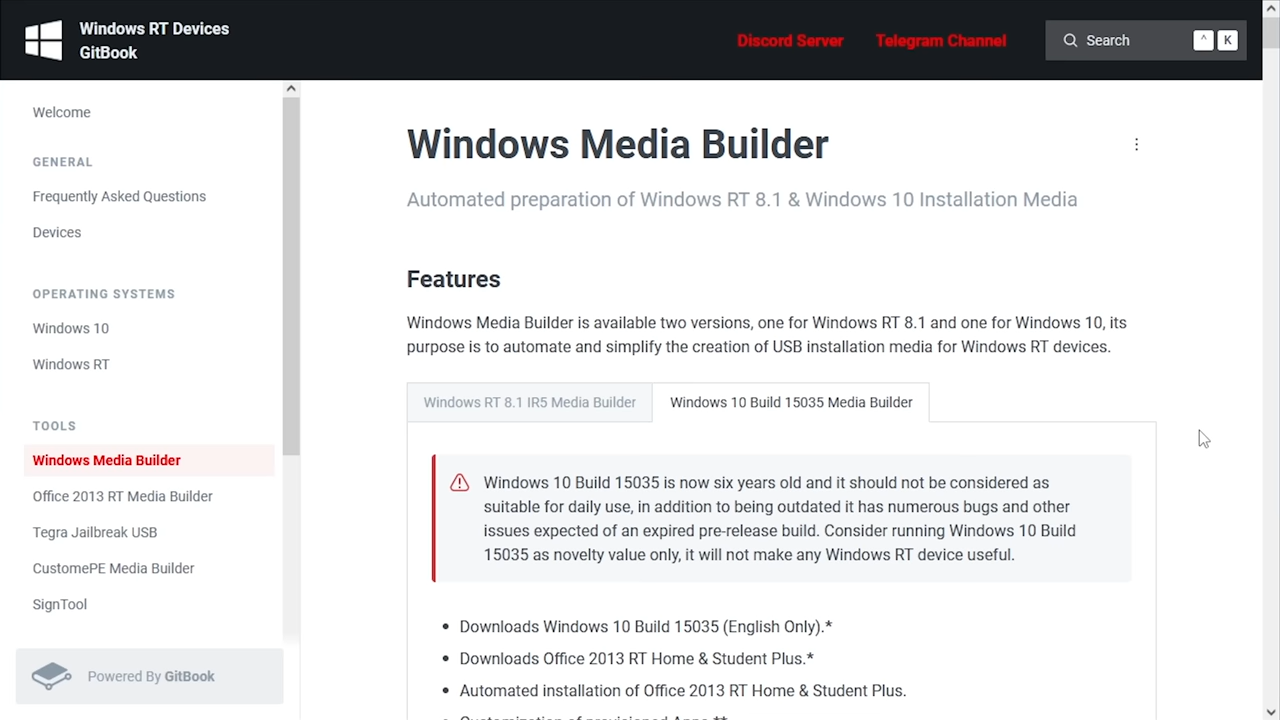 Windows RT Devices
GitBook
Discord Server
Telegram Channel
Search
^
K
Welcome
GENERAL
Frequently Asked Questions
Devices
OPERATING SYSTEMS
Windows 10
Windows RT
TOOLS
Windows Media Builder
Office 2013 RT Media Builder
Tegra Jailbreak USB
CustomePE Media Builder
SignTool
Powered By GitBook
Windows Media Builder
Automated preparation of Windows RT 8.1 & Windows 10 Installation Media
Features
Windows Media Builder is available two versions, one for Windows RT 8.1 and one for Windows 10, its
purpose is to automate and simplify the creation of USB installation media for Windows RT devices.
Windows RT 8.1 IR5 Media Builder
Windows 10 Build 15035 Media Builder
Windows 10 Build 15035 is now six years old and it should not be considered as
suitable for daily use, in addition to being outdated it has numerous bugs and other
issues expected of an expired pre-release build. Consider running Windows 10 Build
15035 as novelty value only, it will not make any Windows RT device useful.
• Downloads Windows 10 Build 15035 (English Only).*
• Downloads Office 2013 RT Home & Student Plus.*
• Automated installation of Office 2013 RT Home & Student Plus.
• Customization of provisioned Apps.**